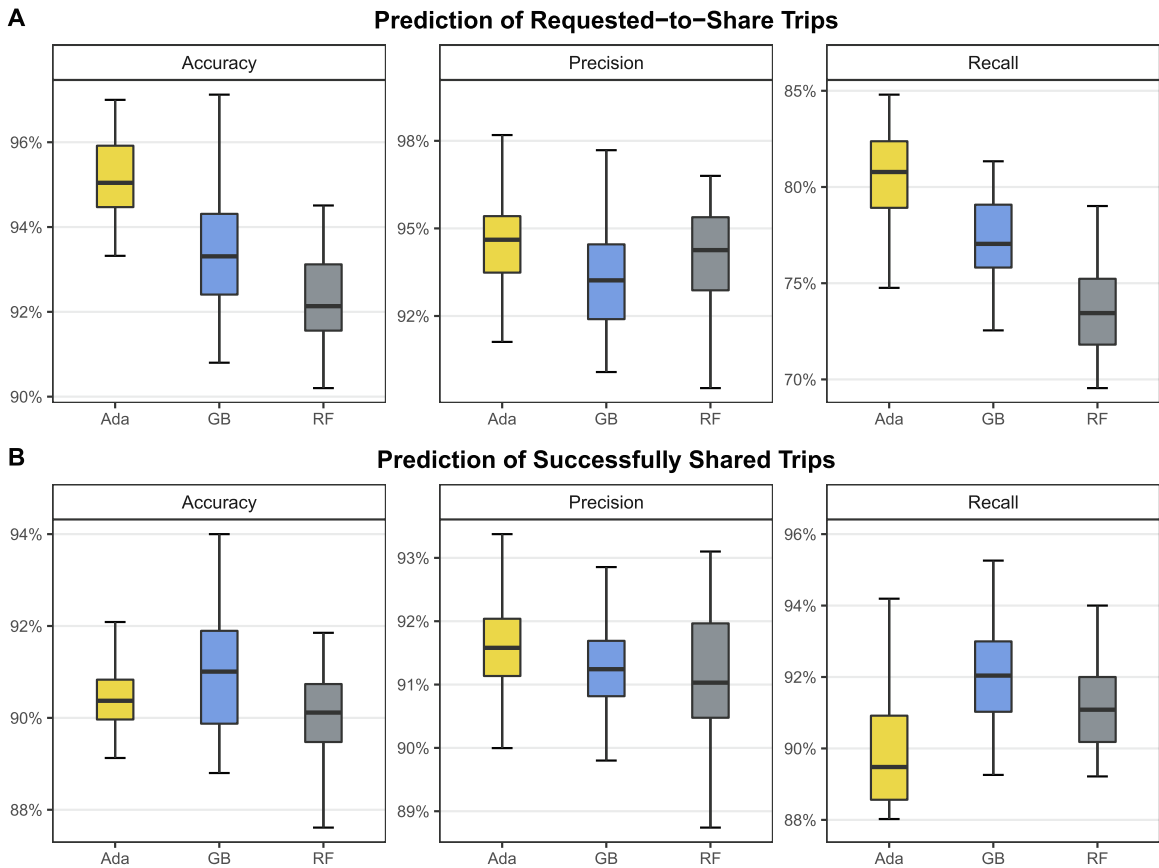 A
Prediction of Requested−to−Share Trips
Accuracy
Precision
Recall
96%
94%
92%
90%
98%
95%
92%
85%
80%
75%
70%
Ada GB RF
Ada GB RF
Ada GB RF
B
Prediction of Successfully Shared Trips
Accuracy
Precision
Recall
94%
92%
90%
88%
93%
92%
91%
90%
89%
96%
94%
92%
90%
88%
Ada GB RF
Ada GB RF
Ada GB RF